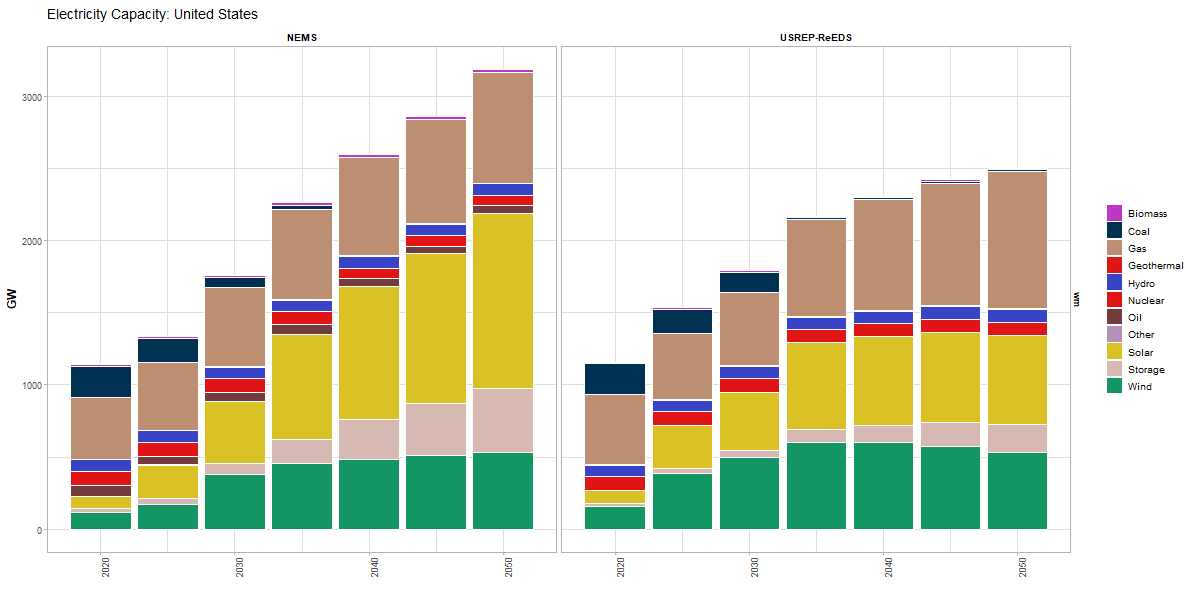 Electricity Capacity: United States
NEMS
USREP-ReEDS
GW
3000
2000
1000
0
2020
2030
2040
2050
2020
2030
2040
2050
wm
Biomass
Coal
Gas
Geothermal
Hydro
Nuclear
Oil
Other
Solar
Storage
Wind